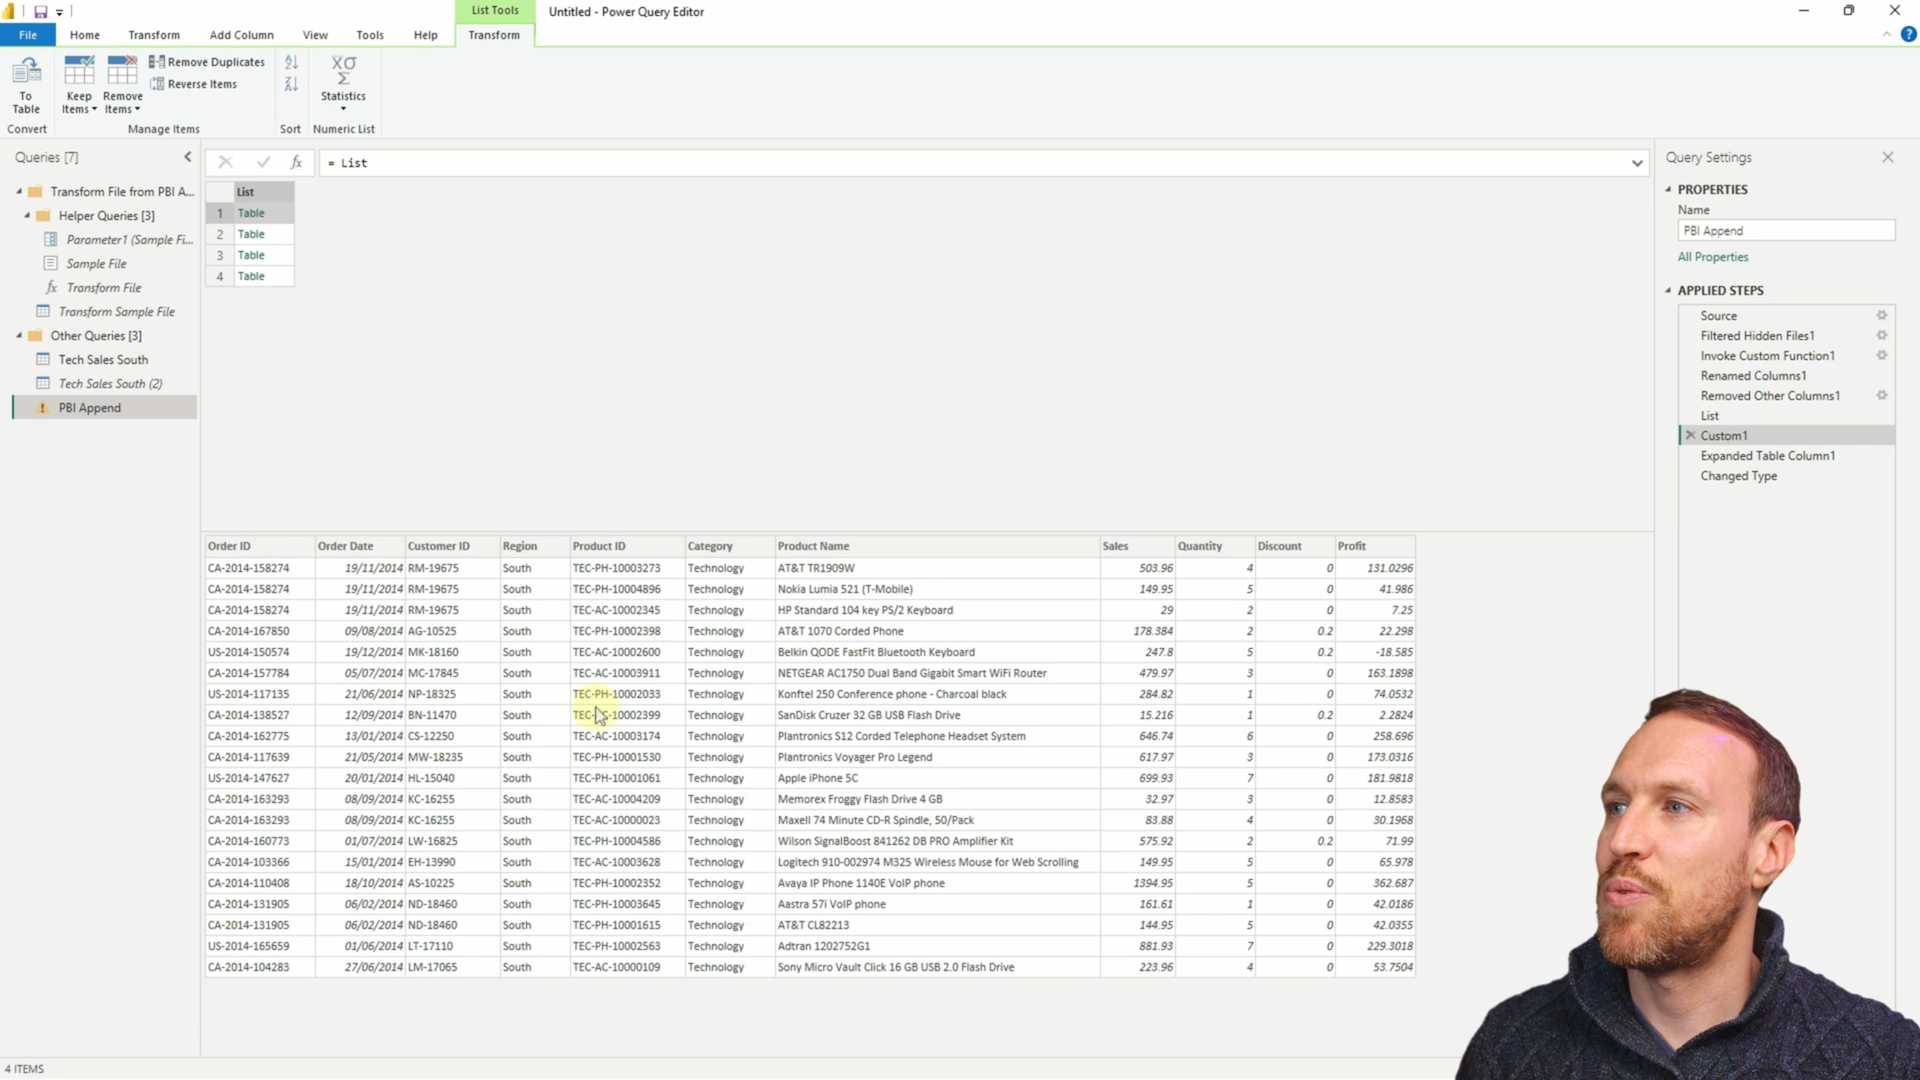 List Tools
Untitled - Power Query Editor
File
Home
Transform
Add Column
View
Tools
Help
Transform
To
Table
Keep
Items
Remove
Items
Remove Duplicates
Reverse Items
Statistics
Convert
Manage Items
Sort
Numeric List
Queries [7]
Transform File from PBI A...
Helper Queries [3]
Parameter1 (Sample Fi...
Sample File
Transform File
Transform Sample File
Other Queries [3]
Tech Sales South
Tech Sales South (2)
PBI Append
= List
List
1 Table
2 Table
3 Table
4 Table
Query Settings
PROPERTIES
Name
PBI Append
All Properties
APPLIED STEPS
Source
Filtered Hidden Files1
Invoke Custom Function1
Renamed Columns1
Removed Other Columns1
List
Custom1
Expanded Table Column1
Changed Type
Order ID Order Date Customer ID Region Product ID Category Product Name Sales Quantity Discount Profit
CA-2014-158274 19/11/2014 RM-19675 South TEC-PH-10003273 Technology AT&T TR1909W 503.96 4 0 131.0296
CA-2014-158274 19/11/2014 RM-19675 South TEC-PH-10004896 Technology Nokia Lumia 521 (T-Mobile) 149.95 5 0 41.986
CA-2014-158274 19/11/2014 RM-19675 South TEC-AC-10002345 Technology HP Standard 104 key PS/2 Keyboard 29 2 0 7.25
CA-2014-167850 09/08/2014 AG-10525 South TEC-PH-10002398 Technology AT&T 1070 Corded Phone 178.384 2 0.2 22.298
US-2014-150574 19/12/2014 MK-18160 South TEC-AC-10002600 Technology Belkin QODE FastFit Bluetooth Keyboard 247.8 5 0.2 -18.585
CA-2014-157784 05/07/2014 MC-17845 South TEC-AC-10003911 Technology NETGEAR AC1750 Dual Band Gigabit Smart WiFi Router 479.97 3 0 163.1898
US-2014-117135 21/06/2014 NP-18325 South TEC-PH-10002033 Technology Konftel 250 Conference phone - Charcoal black 284.82 1 0 74.0532
CA-2014-138527 12/09/2014 BN-11470 South TEC-AC-10002399 Technology SanDisk Cruzer 32 GB USB Flash Drive 15.216 1 0.2 2.2824
CA-2014-162775 13/01/2014 CS-12250 South TEC-AC-10003174 Technology Plantronics S12 Corded Telephone Headset System 646.74 6 0 258.696
CA-2014-117639 21/05/2014 MW-18235 South TEC-PH-10001530 Technology Plantronics Voyager Pro Legend 617.97 3 0 173.0316
US-2014-147627 20/01/2014 HL-15040 South TEC-PH-10001061 Technology Apple iPhone 5C 699.93 7 0 181.9818
CA-2014-163293 08/09/2014 KC-16255 South TEC-AC-10004209 Technology Memorex Froggy Flash Drive 4 GB 32.97 3 0 12.8583
CA-2014-163293 08/09/2014 KC-16255 South TEC-AC-10000023 Technology Maxell 74 Minute CD-R Spindle, 50/Pack 83.88 4 0 30.1968
CA-2014-160773 01/07/2014 LW-16825 South TEC-PH-10004586 Technology Wilson SignalBoost 841262 DB PRO Amplifier Kit 575.92 2 0.2 71.99
CA-2014-103366 15/01/2014 EH-13990 South TEC-AC-10003628 Technology Logitech 910-002974 M325 Wireless Mouse for Web Scrolling 149.95 5 0 65.978
CA-2014-110408 18/10/2014 AS-10225 South TEC-PH-10002352 Technology Avaya IP Phone 1140E VoIP phone 1394.95 5 0 362.687
CA-2014-131905 06/02/2014 ND-18460 South TEC-PH-10003645 Technology Aastra 57i VoIP phone 161.61 1 0 42.0186
CA-2014-131905 06/02/2014 ND-18460 South TEC-PH-10001615 Technology AT&T CL82213 144.95 5 0 42.0355
US-2014-165659 01/06/2014 LT-17110 South TEC-PH-10002563 Technology Adtran 1202752G1 881.93 7 0 229.3018
CA-2014-104283 27/06/2014 LM-17065 South TEC-AC-10000109 Technology Sony Micro Vault Click 16 GB USB 2.0 Flash Drive 223.96 4 0 53.7504
4 ITEMS